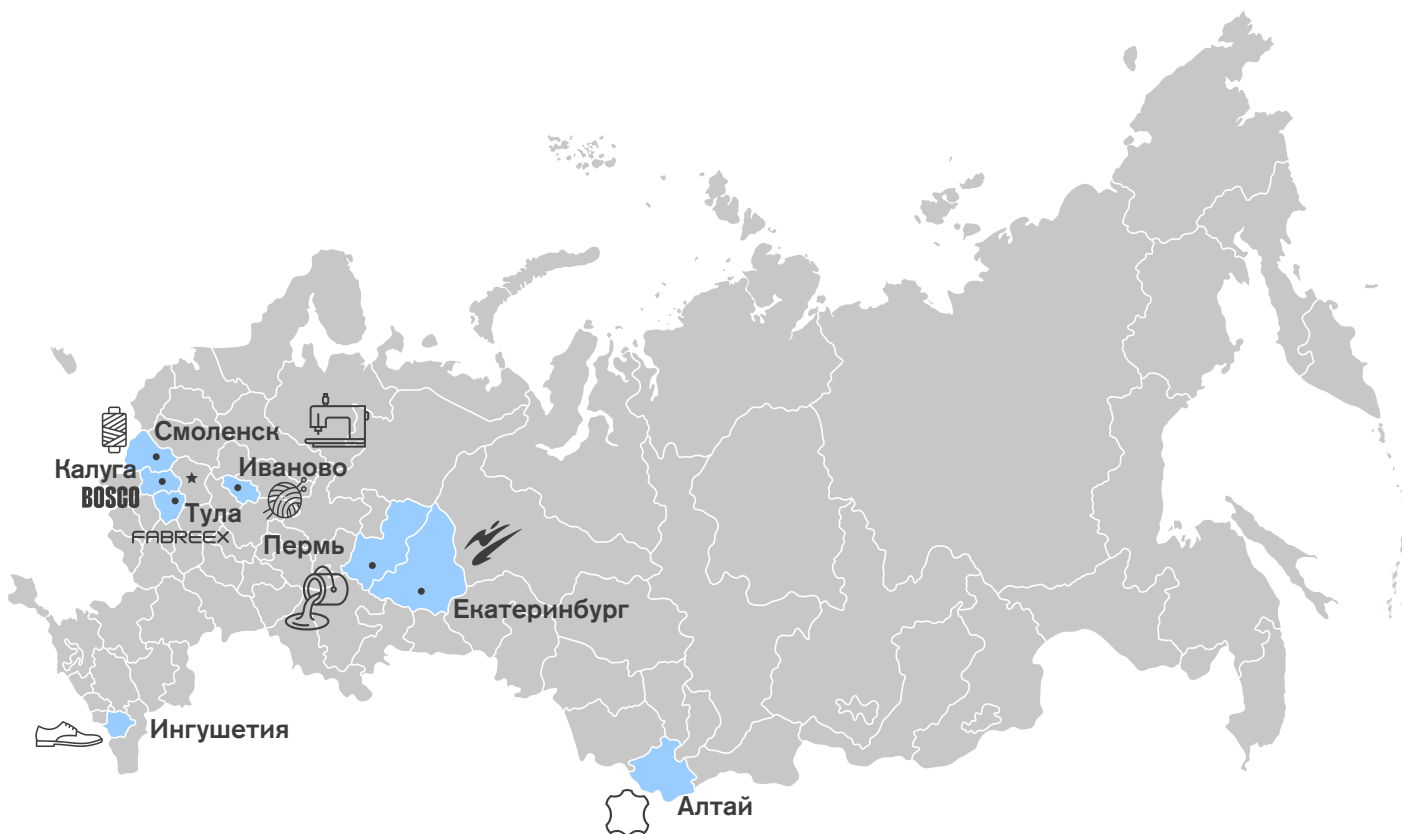 Смоленск
Калуга
Иваново
BOSCO
Тула
FABREEX
Пермь
Екатеринбург
Ингушетия
Алтай